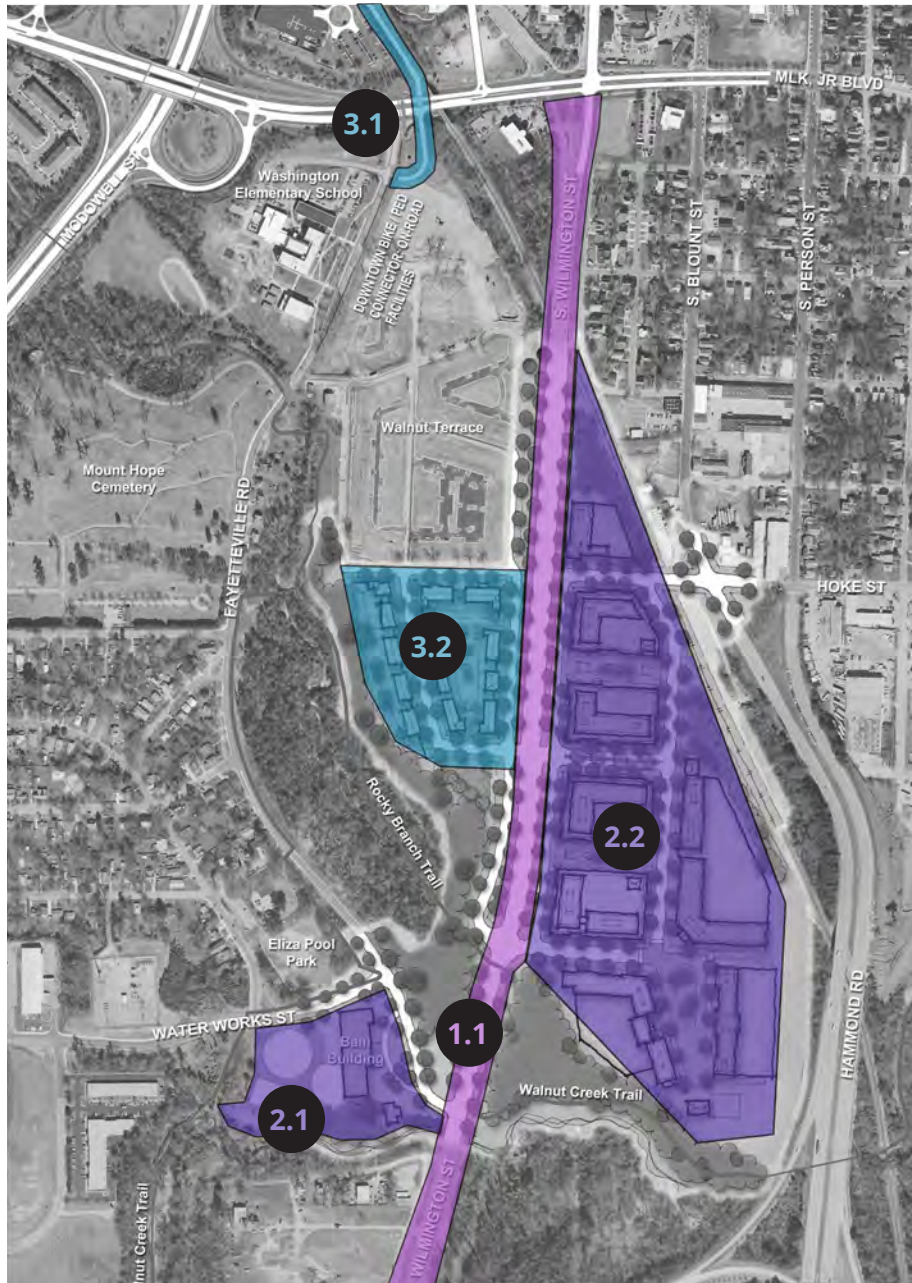 MLK, JR BLVD
3.1
MCDOWELL ST
Washington
Elementary School
DOWNTOWN BIKE / PED
CONNECTOR-ON-ROAD
FACILITIES
S. WILMINGTON ST
S. BLOUNT ST
S. PERSON ST
Walnut Terrace
Mount Hope
Cemetery
FAYETTEVILLE RD
HOKE ST
3.2
Rocky Branch Trail
2.2
Eliza Pool
Park
WATER WORKS ST
Bain
Building
1.1
HAMMOND RD
Walnut Creek Trail
2.1
WILMINGTON ST
nut Creek Trail